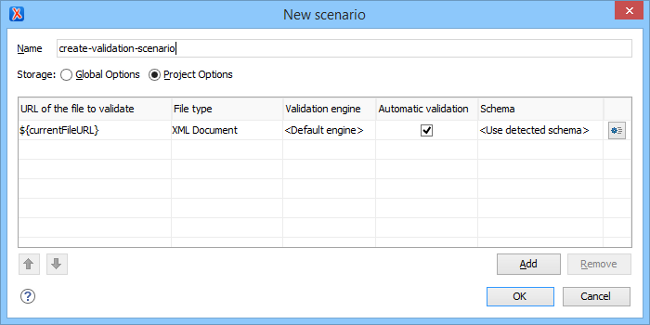 New scenario
Name create-validation-scenario
Storage: Global Options Project Options
URL of the file to validate File type Validation engine Automatic validation Schema
${currentFileURL} XML Document <Default engine> <Use detected schema>
Add Remove
? OK Cancel